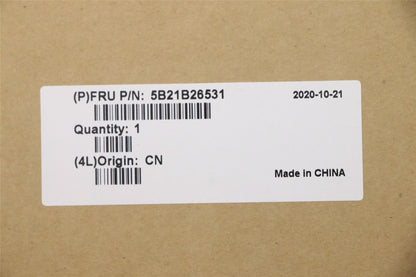 (P)FRU P/N: 5B21B26531 2020-10-21
Quantity: 1
(4L)Origin: CN
Made in CHINA